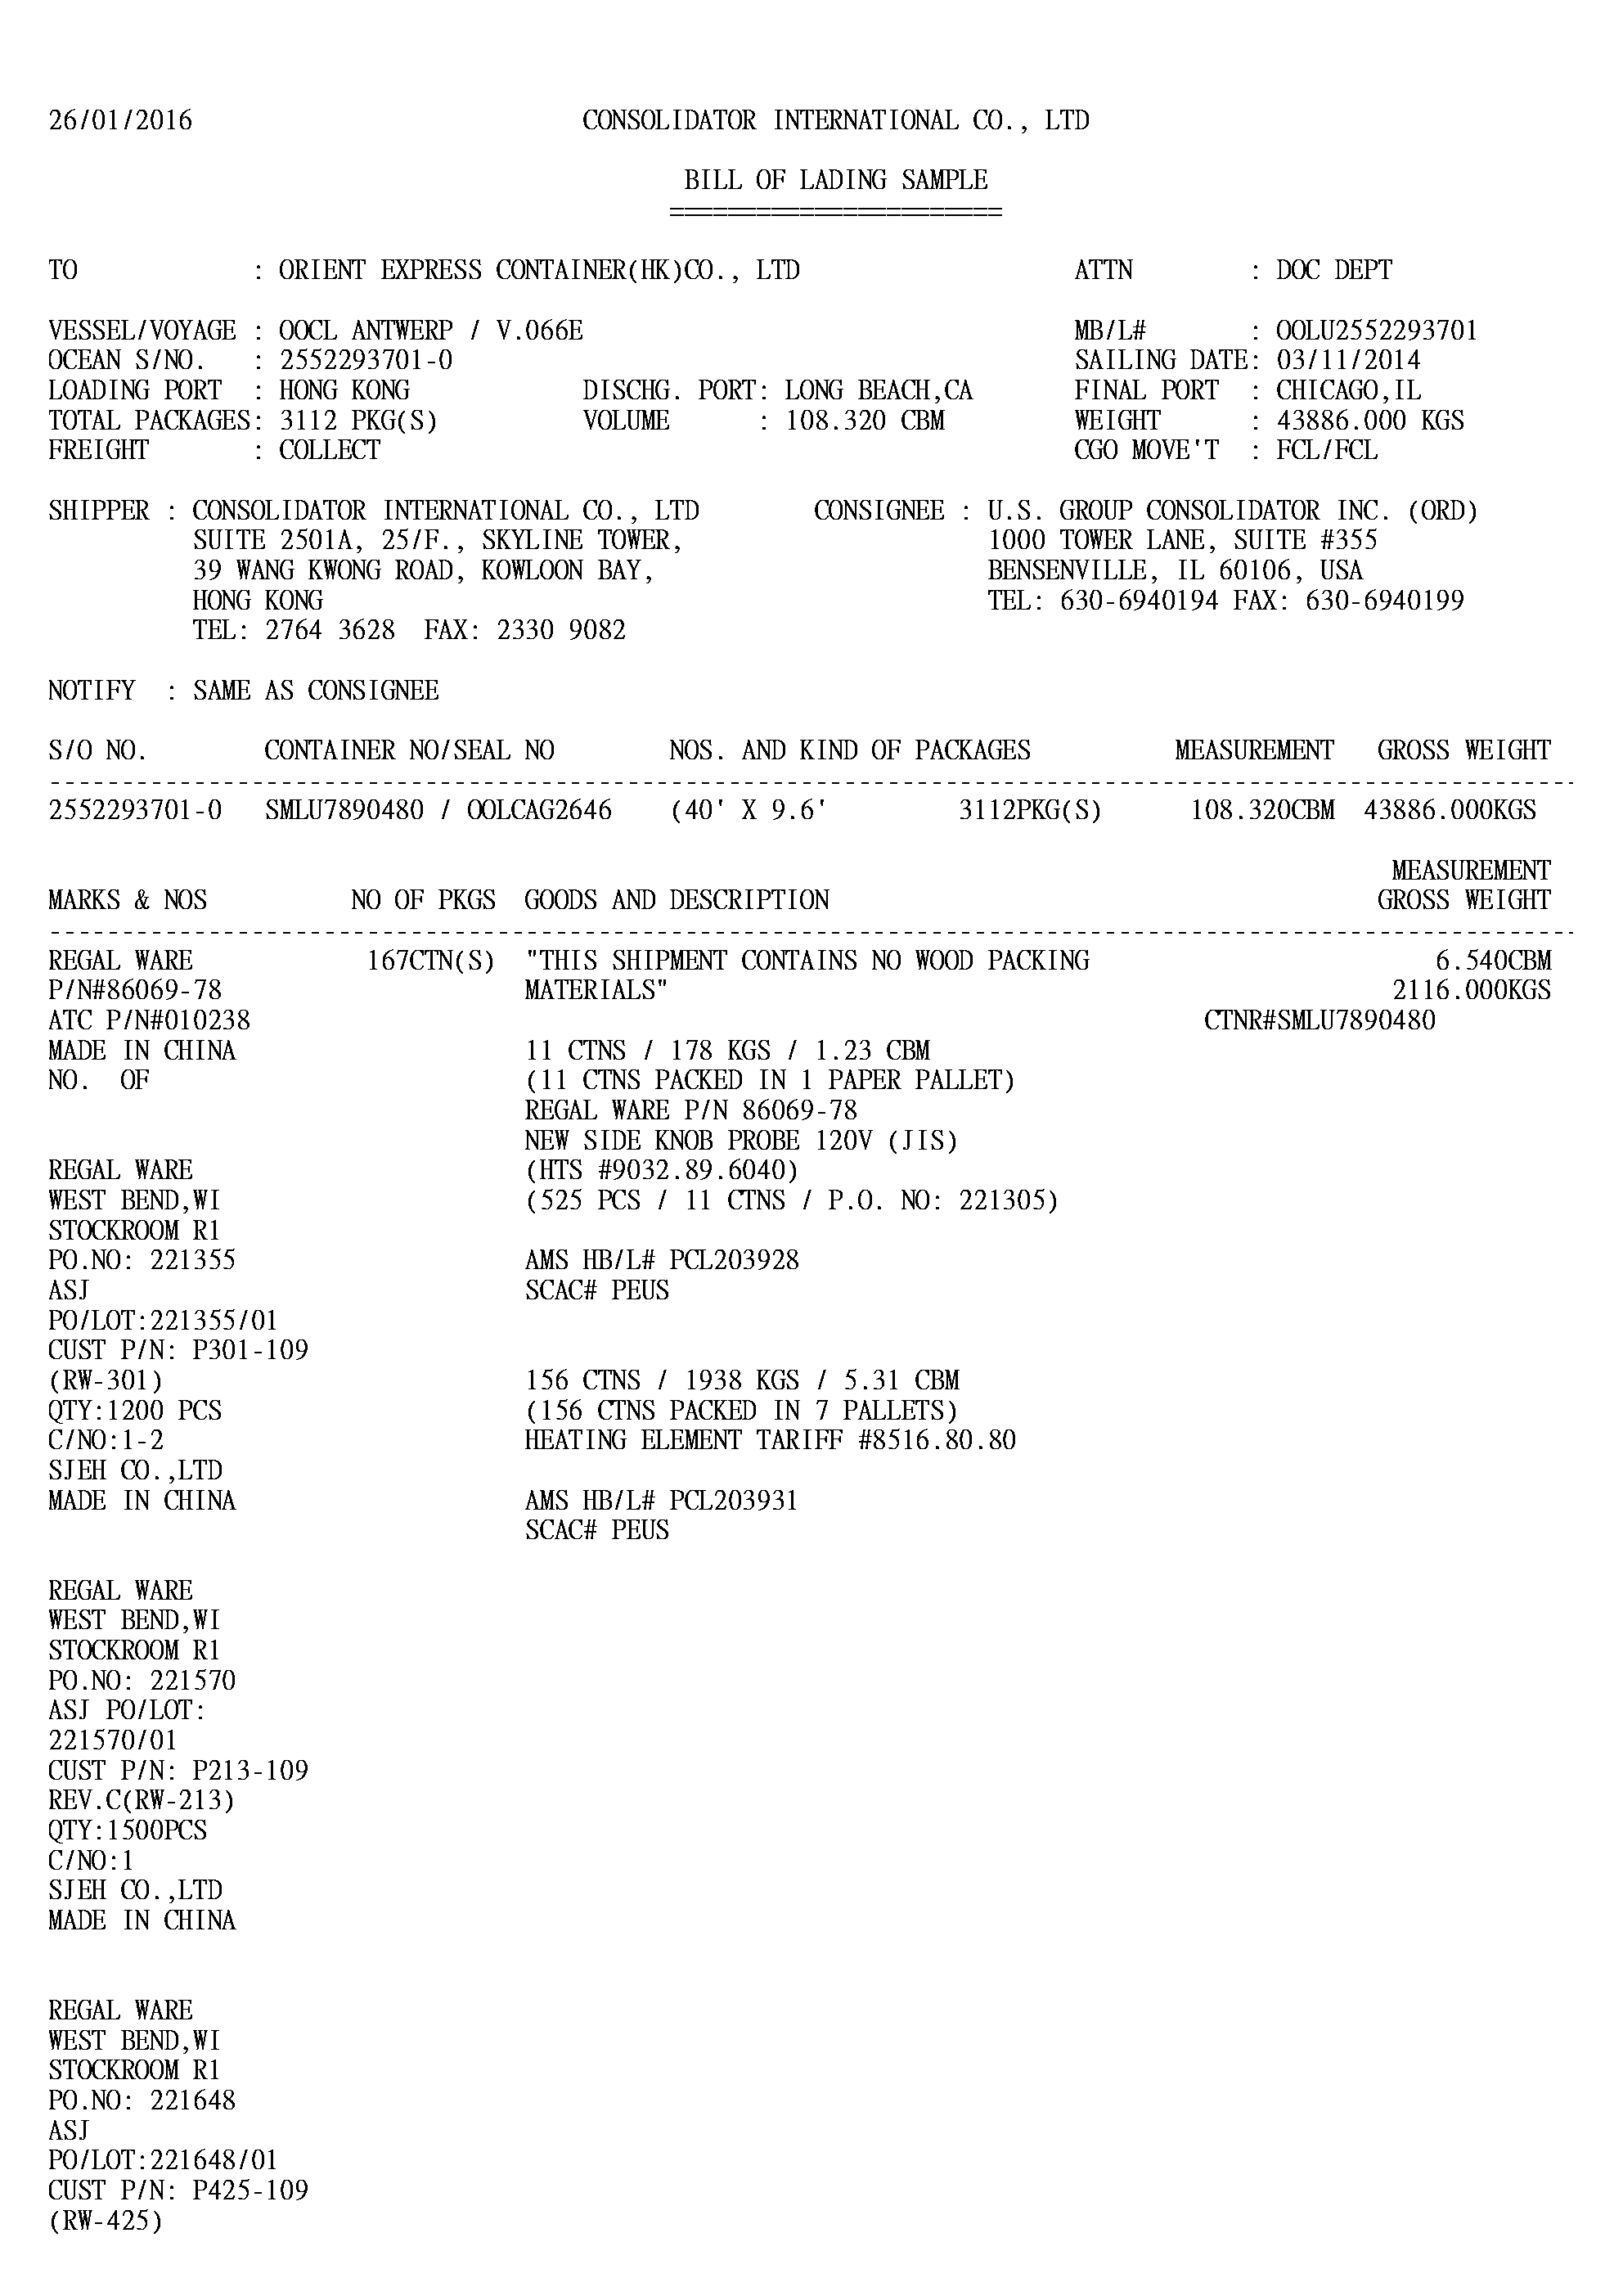 26/01/2016 CONSOLIDATOR INTERNATIONAL CO., LTD
BILL OF LADING SAMPLE
=======================
TO : ORIENT EXPRESS CONTAINER(HK)CO., LTD ATTN : DOC DEPT
VESSEL/VOYAGE : OOCL ANTWERP / V.066E MB/L# : OOLU2552293701
OCEAN S/NO. : 2552293701-0 SAILING DATE: 03/11/2014
LOADING PORT : HONG KONG DISCHG. PORT: LONG BEACH,CA FINAL PORT : CHICAGO,IL
TOTAL PACKAGES: 3112 PKG(S) VOLUME : 108.320 CBM WEIGHT : 43886.000 KGS
FREIGHT : COLLECT CGO MOVE'T : FCL/FCL
SHIPPER : CONSOLIDATOR INTERNATIONAL CO., LTD CONSIGNEE : U.S. GROUP CONSOLIDATOR INC. (ORD)
SUITE 2501A, 25/F., SKYLINE TOWER, 1000 TOWER LANE, SUITE #355
39 WANG KWONG ROAD, KOWLOON BAY, BENSENVILLE, IL 60106, USA
HONG KONG TEL: 630-6940194 FAX: 630-6940199
TEL: 2764 3628 FAX: 2330 9082
NOTIFY : SAME AS CONSIGNEE
S/O NO. CONTAINER NO/SEAL NO NOS. AND KIND OF PACKAGES MEASUREMENT GROSS WEIGHT
2552293701-0 SMLU7890480 / OOLCAG2646 (40' X 9.6' 3112PKG(S) 108.320CBM 43886.000KGS
MEASUREMENT
MARKS & NOS NO OF PKGS GOODS AND DESCRIPTION GROSS WEIGHT
REGAL WARE 167CTN(S) "THIS SHIPMENT CONTAINS NO WOOD PACKING 6.540CBM
P/N#86069-78 MATERIALS" 2116.000KGS
ATC P/N#010238 CTNR#SMLU7890480
MADE IN CHINA 11 CTNS / 178 KGS / 1.23 CBM
NO. OF (11 CTNS PACKED IN 1 PAPER PALLET)
REGAL WARE P/N 86069-78
NEW SIDE KNOB PROBE 120V (JIS)
REGAL WARE (HTS #9032.89.6040)
WEST BEND,WI (525 PCS / 11 CTNS / P.O. NO: 221305)
STOCKROOM R1
PO.NO: 221355 AMS HB/L# PCL203928
ASJ SCAC# PEUS
PO/LOT:221355/01
CUST P/N: P301-109
(RW-301) 156 CTNS / 1938 KGS / 5.31 CBM
QTY:1200 PCS (156 CTNS PACKED IN 7 PALLETS)
C/NO:1-2 HEATING ELEMENT TARIFF #8516.80.80
SJEH CO.,LTD
MADE IN CHINA AMS HB/L# PCL203931
SCAC# PEUS
REGAL WARE
WEST BEND,WI
STOCKROOM R1
PO.NO: 221570
ASJ PO/LOT:
221570/01
CUST P/N: P213-109
REV.C(RW-213)
QTY:1500PCS
C/NO:1
SJEH CO.,LTD
MADE IN CHINA
REGAL WARE
WEST BEND,WI
STOCKROOM R1
PO.NO: 221648
ASJ
PO/LOT:221648/01
CUST P/N: P425-109
(RW-425)